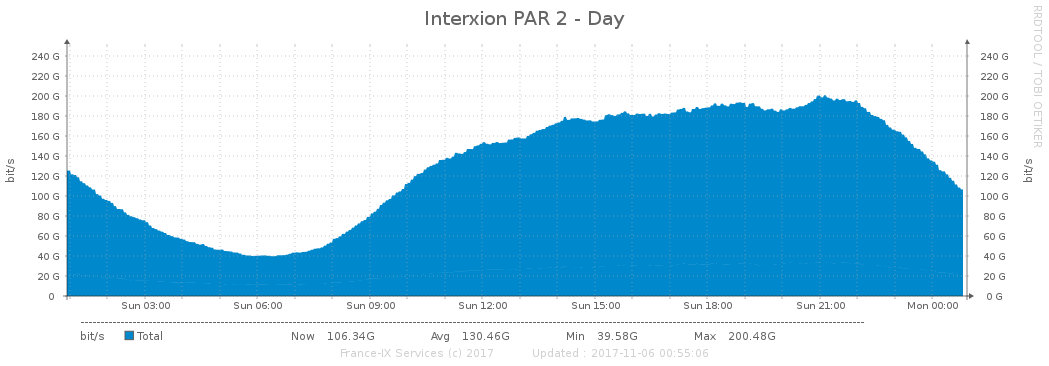 Interxion PAR 2 - Day
RRDTOOL / TOBI OETIKER
240 G 240 G
220 G 220 G
200 G 200 G
180 G 180 G
160 G 160 G
140 G 140 G
120 G 120 G
100 G 100 G
80 G 80 G
60 G 60 G
40 G 40 G
20 G 20 G
0 0 G
bit/s bit/s
Sun 03:00 Sun 06:00 Sun 09:00 Sun 12:00 Sun 15:00 Sun 18:00 Sun 21:00 Mon 00:00
bit/s Total Now 106.34G Avg 130.46G Min 39.58G Max 200.48G
France-IX Services (c) 2017 Updated : 2017-11-06 00:55:06